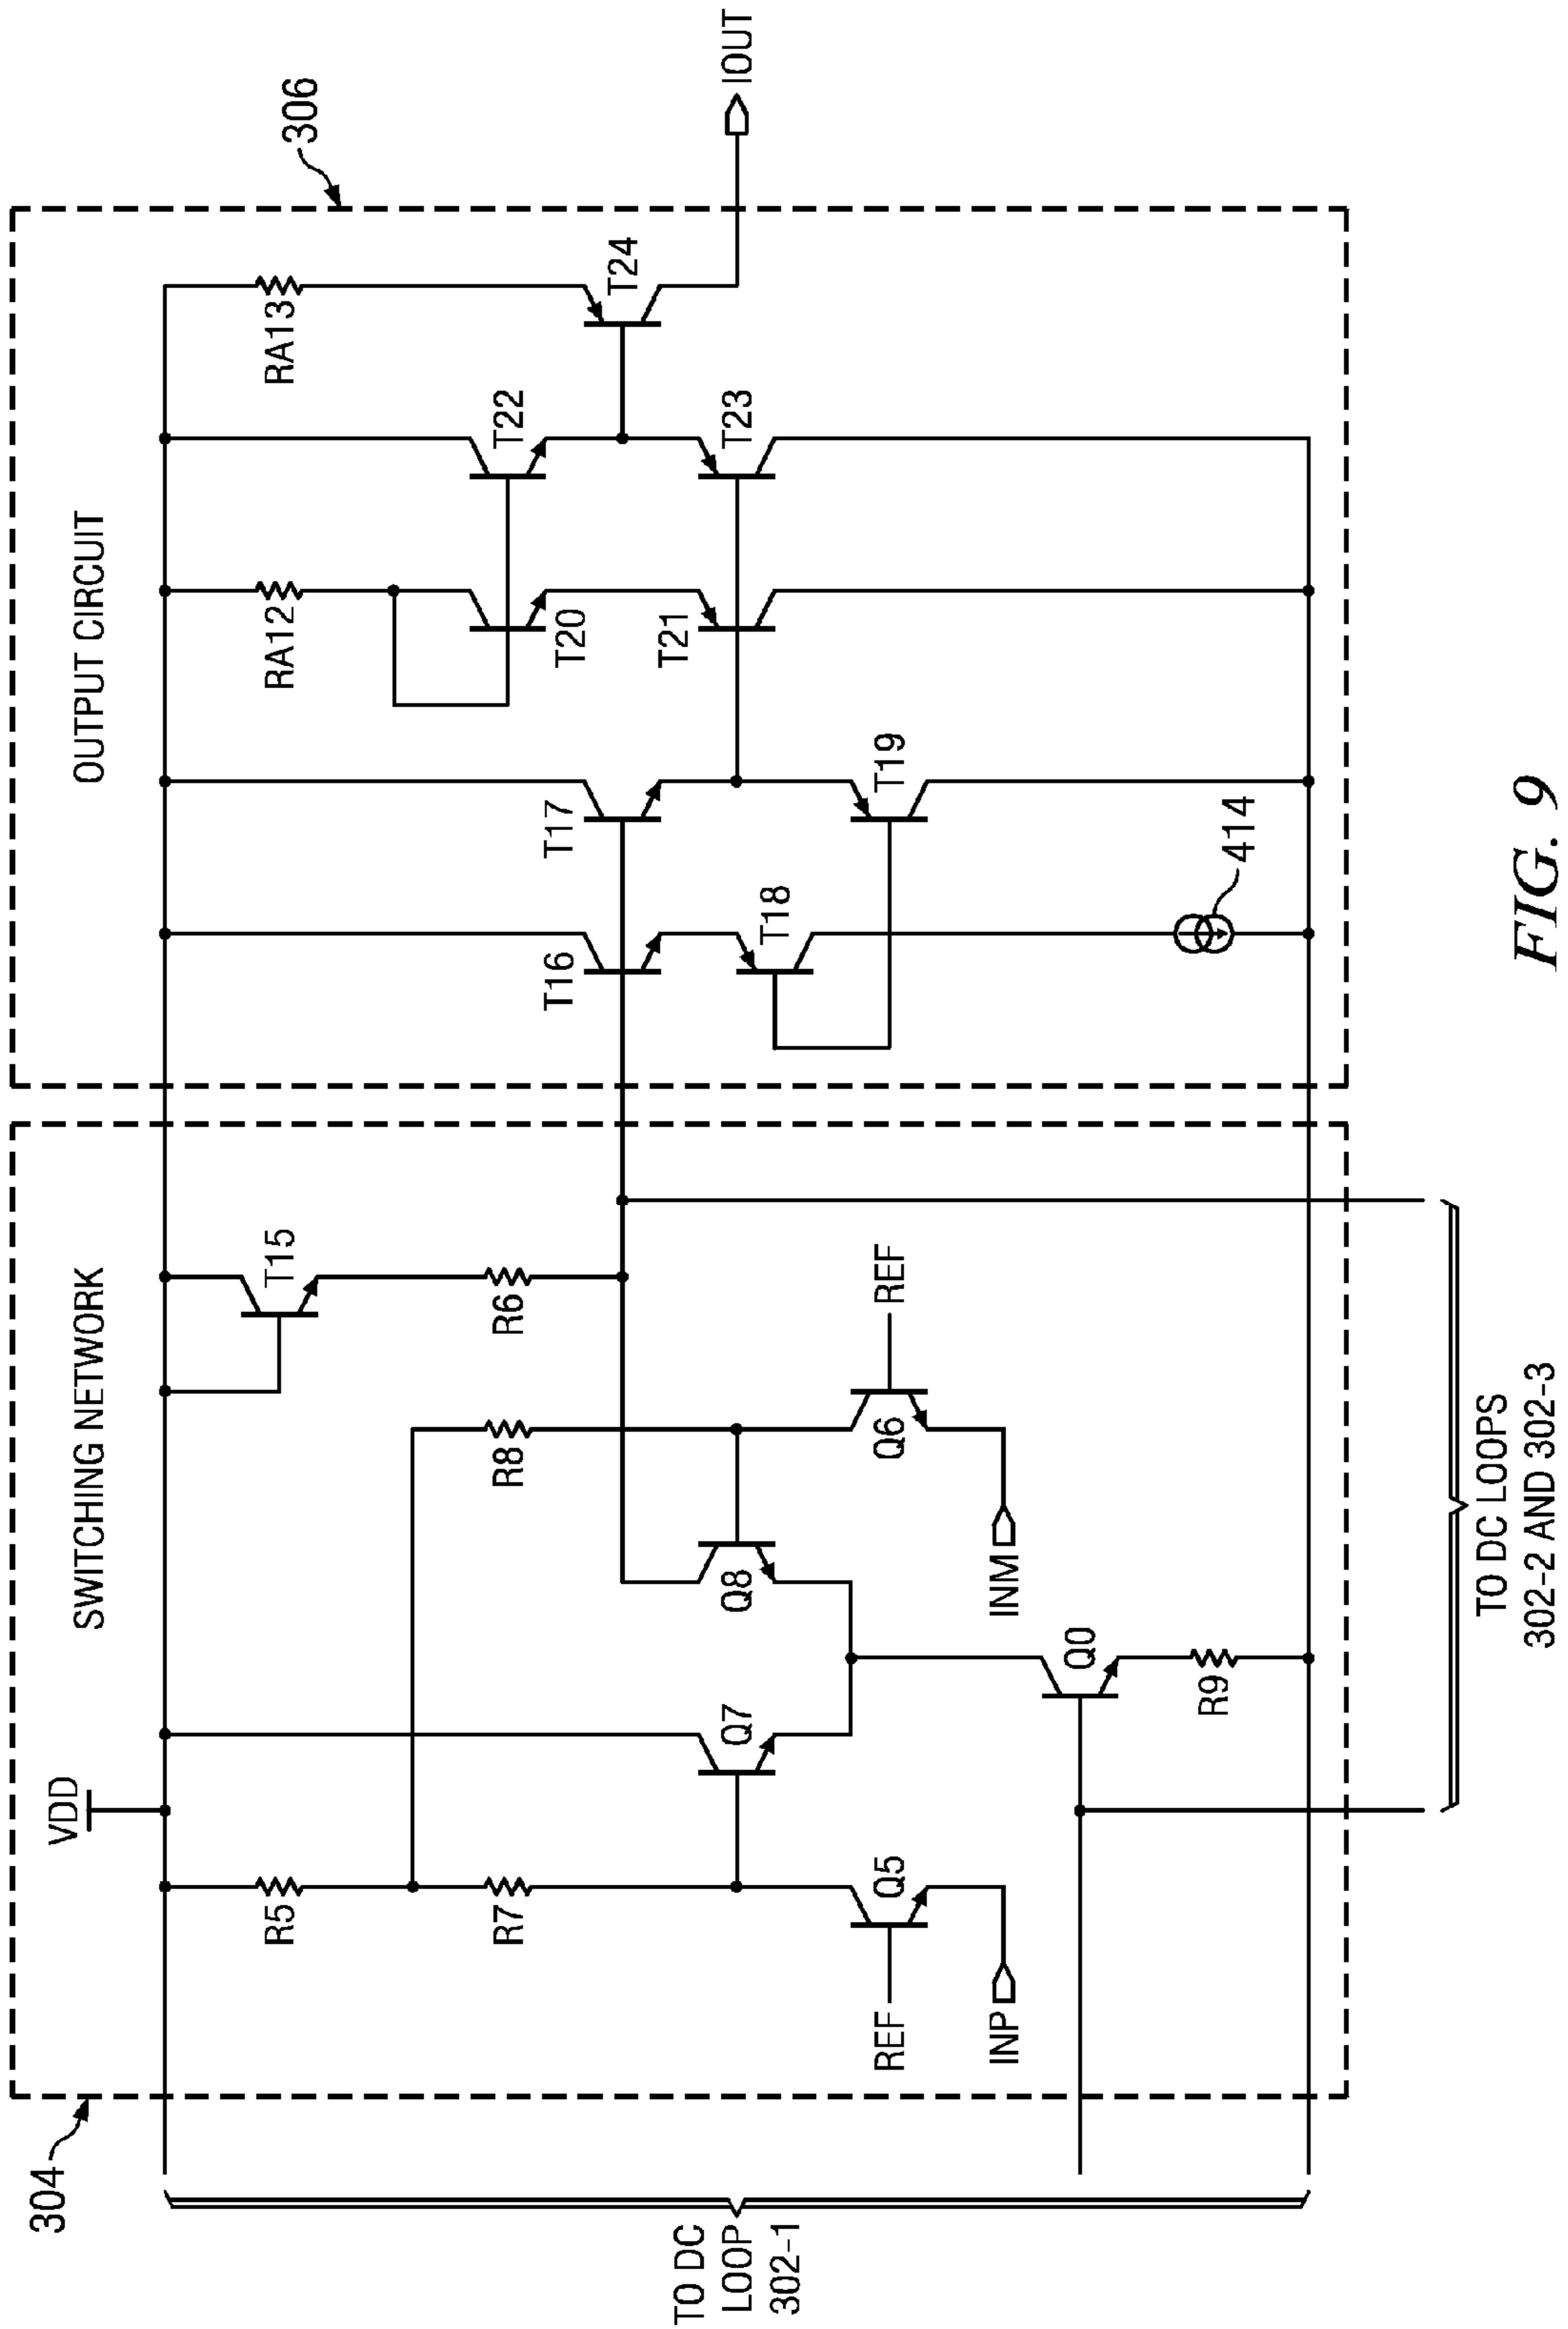 304
306
SWITCHING NETWORK
OUTPUT CIRCUIT
VDD
R5
R7
R8
R6
T15
Q7
Q8
Q5
Q6
REF
REF
INP
INM
Q0
R9
T16
T17
T18
T19
414
RA12
T20
T21
T22
T23
RA13
T24
IOUT
TO DC
LOOP
302-1
TO DC LOOPS
302-2 AND 302-3
FIG. 9